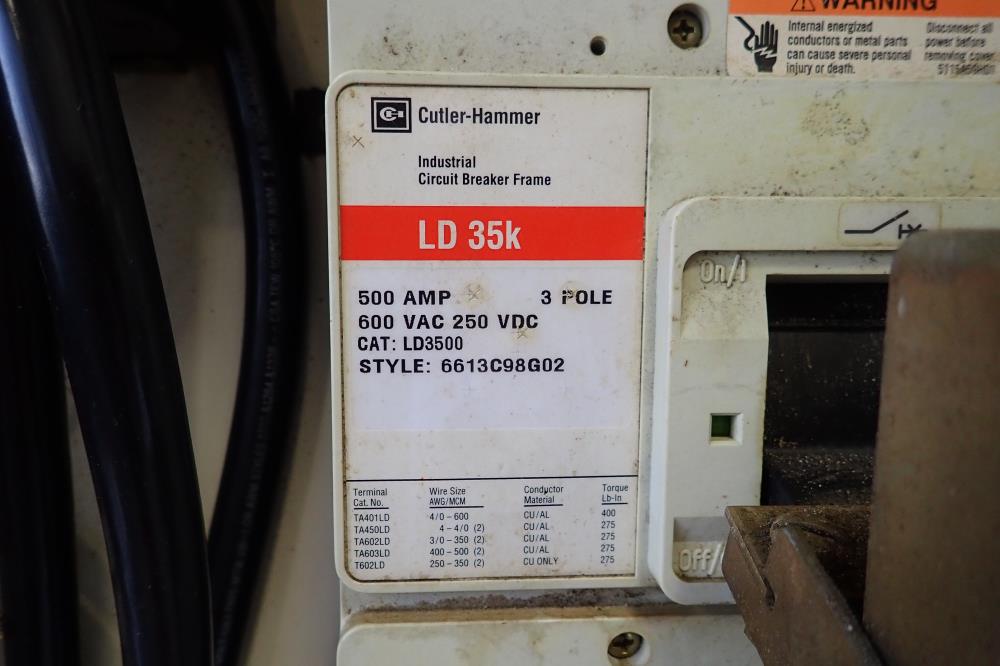 WARNING
Internal energized
conductors or metal parts
can cause severe personal
injury or death.
Disconnect all
power before
removing cover.
Cutler-Hammer
Industrial
Circuit Breaker Frame
LD 35k
500 AMP 3 POLE
600 VAC 250 VDC
CAT: LD3500
STYLE: 6613C98G02
On/I
Off/
Terminal Wire Size Conductor Torque
Cat. No. AWG/MCM Material Lb-In
TA401LD 4/0 – 600 CU/AL 400
TA450LD 4 – 4/0 (2) CU/AL 275
TA602LD 3/0 – 350 (2) CU/AL 275
TA603LD 400 – 500 (2) CU/AL 275
T602LD 250 – 350 (2) CU ONLY 275